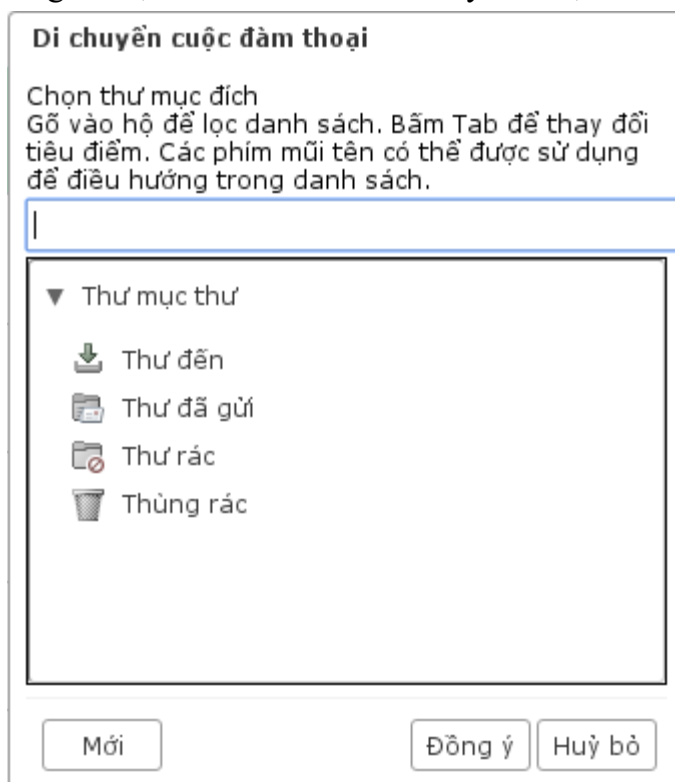 Di chuyển cuộc đàm thoại
Chọn thư mục đích
Gõ vào hộ để lọc danh sách. Bấm Tab để thay đổi
tiêu điểm. Các phím mũi tên có thể được sử dụng
để điều hướng trong danh sách.
Thư mục thư
Thư đến
Thư đã gửi
Thư rác
Thùng rác
Mới Đồng ý Huỷ bỏ